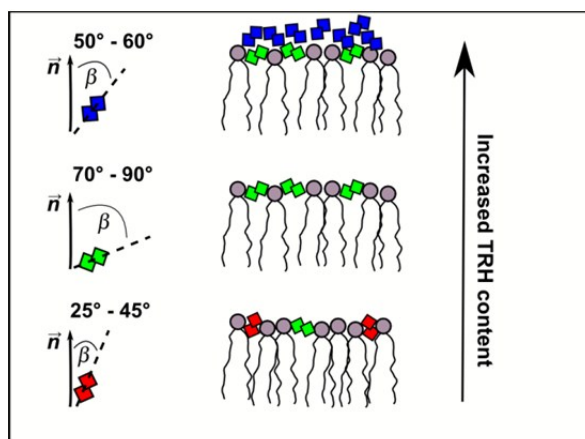 50° - 60°
n β
70° - 90°
n β
25° - 45°
n β
Increased TRH content